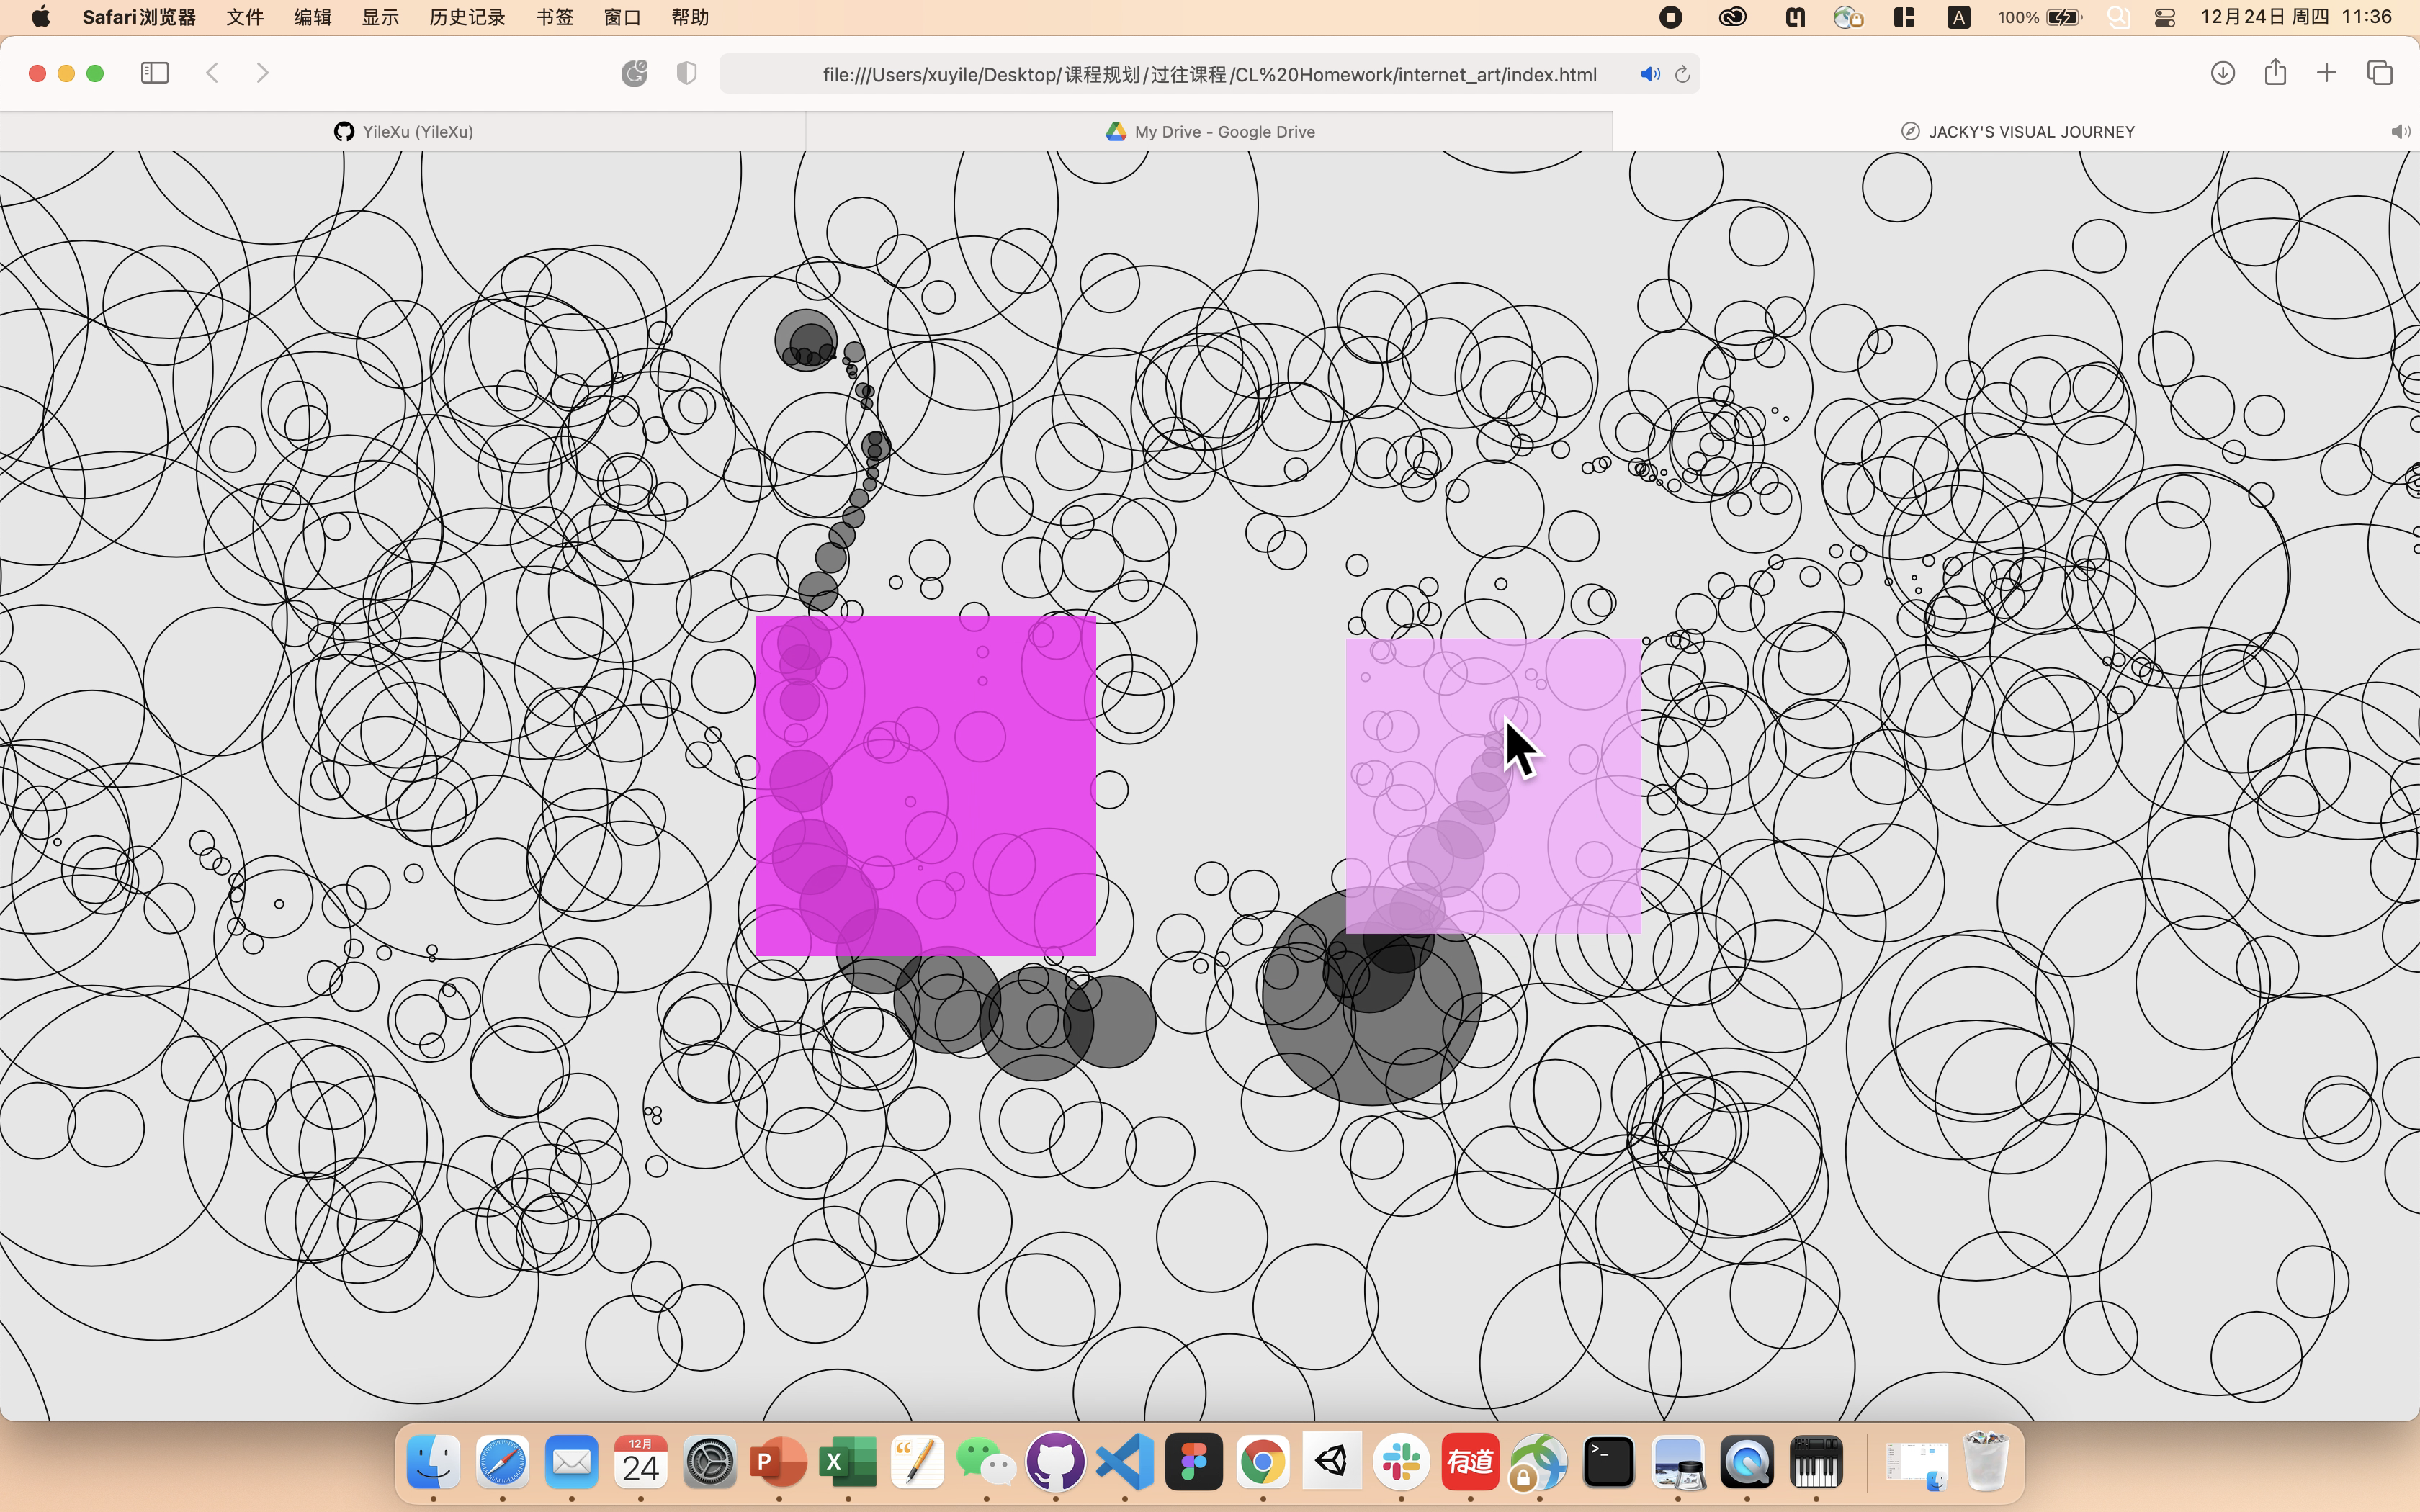 Safari浏览器 文件 编辑 显示 历史记录 书签 窗口 帮助 A 100% 12月24日 周四 11:36
file:///Users/xuyile/Desktop/课程规划/过往课程/CL%20Homework/internet_art/index.html
YileXu (YileXu) My Drive - Google Drive JACKY'S VISUAL JOURNEY
12月
24 P X 有道 >_